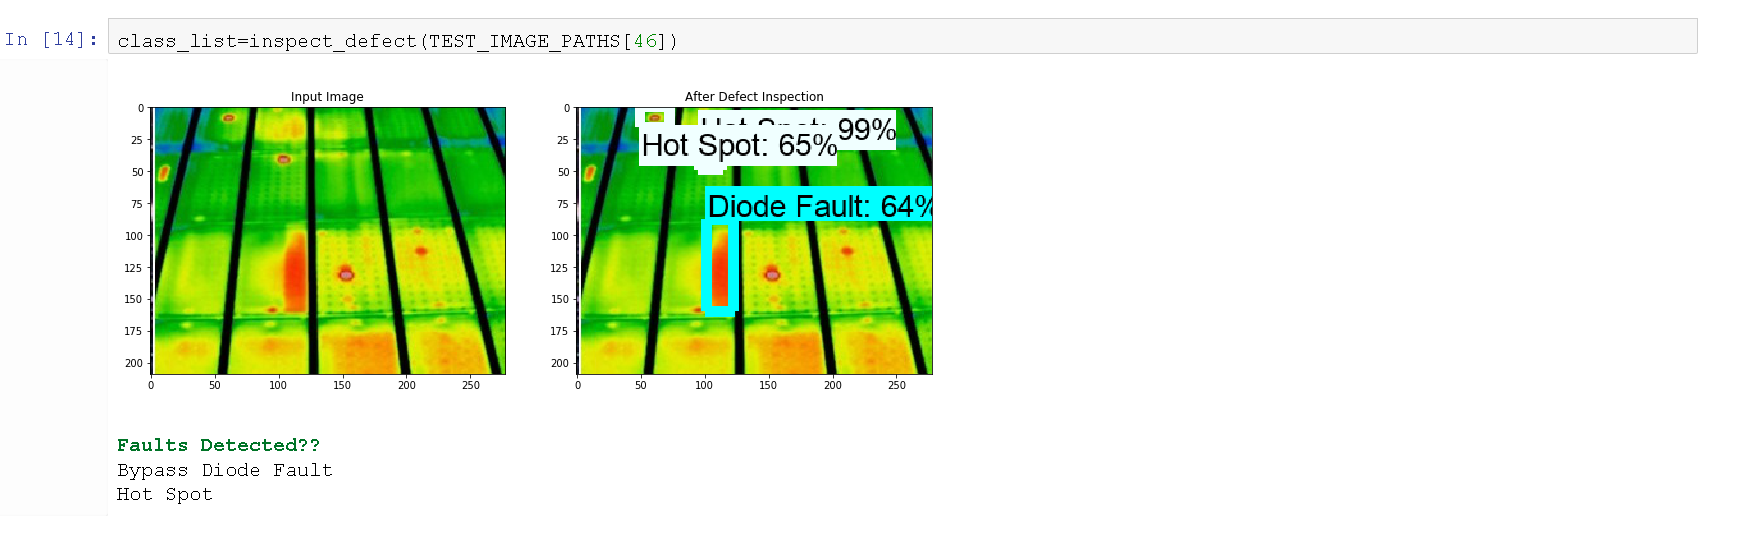 In [14]: class_list=inspect_defect(TEST_IMAGE_PATHS[46])
Input Image
0
25
50
75
100
125
150
175
200
0 50 100 150 200 250
After Defect Inspection
0
25
50
75
100
125
150
175
200
0 50 100 150 200 250
Hot Spot: 99%
Hot Spot: 65%
Diode Fault: 64%
Faults Detected??
Bypass Diode Fault
Hot Spot